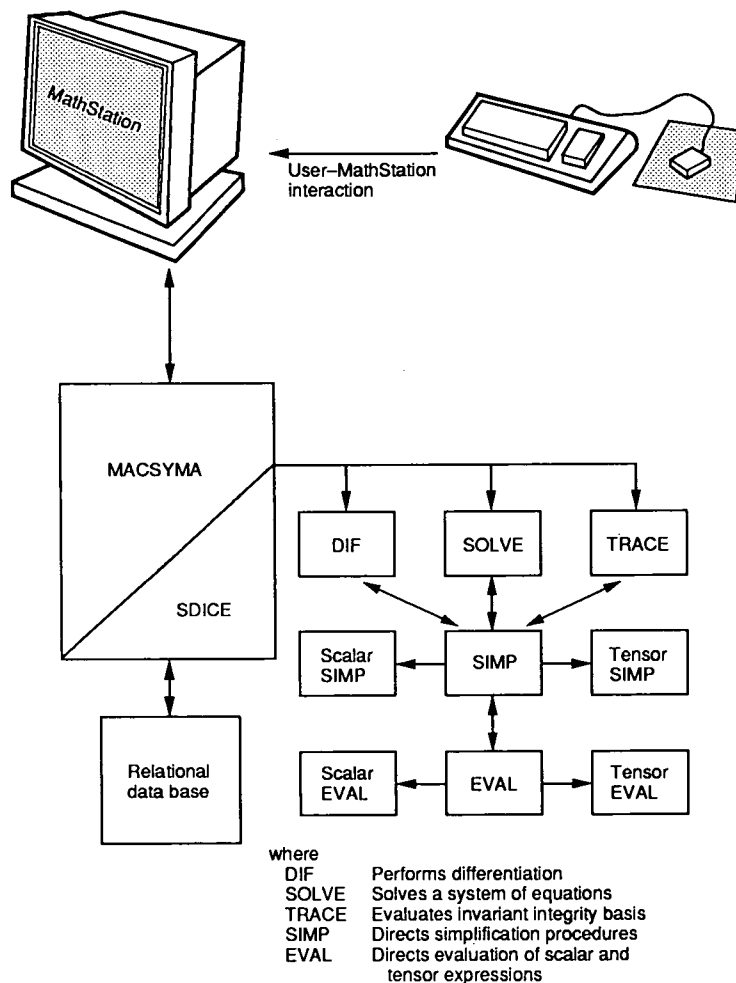 MathStation
User–MathStation
interaction
MACSYMA
SDICE
DIF
SOLVE
TRACE
Scalar
SIMP
SIMP
Tensor
SIMP
Relational
data base
Scalar
EVAL
EVAL
Tensor
EVAL
where
DIF Performs differentiation
SOLVE Solves a system of equations
TRACE Evaluates invariant integrity basis
SIMP Directs simplification procedures
EVAL Directs evaluation of scalar and
tensor expressions